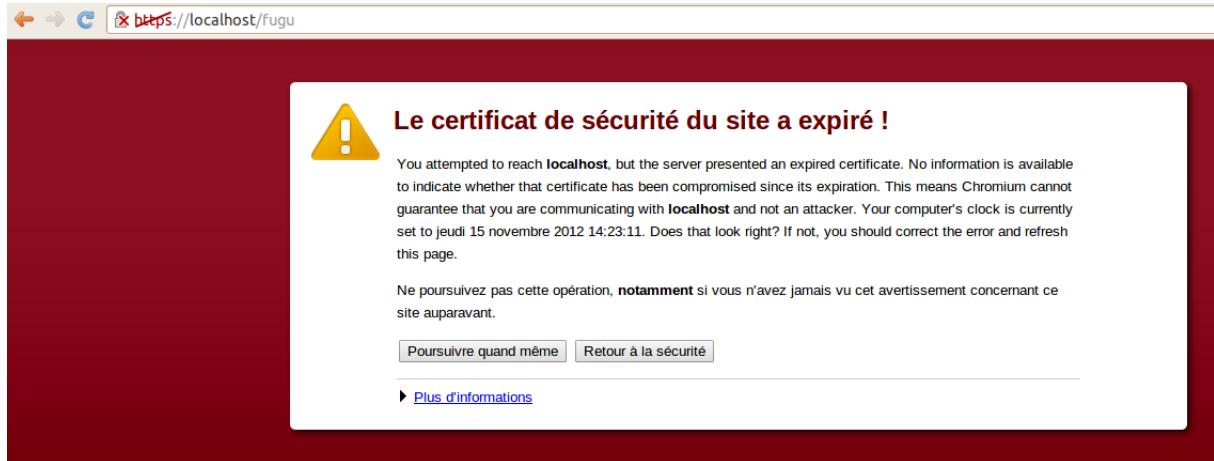 https://localhost/fugu
Le certificat de sécurité du site a expiré !
You attempted to reach localhost, but the server presented an expired certificate. No information is available
to indicate whether that certificate has been compromised since its expiration. This means Chromium cannot
guarantee that you are communicating with localhost and not an attacker. Your computer's clock is currently
set to jeudi 15 novembre 2012 14:23:11. Does that look right? If not, you should correct the error and refresh
this page.
Ne poursuivez pas cette opération, notamment si vous n'avez jamais vu cet avertissement concernant ce
site auparavant.
Poursuivre quand même Retour à la sécurité
Plus d'informations